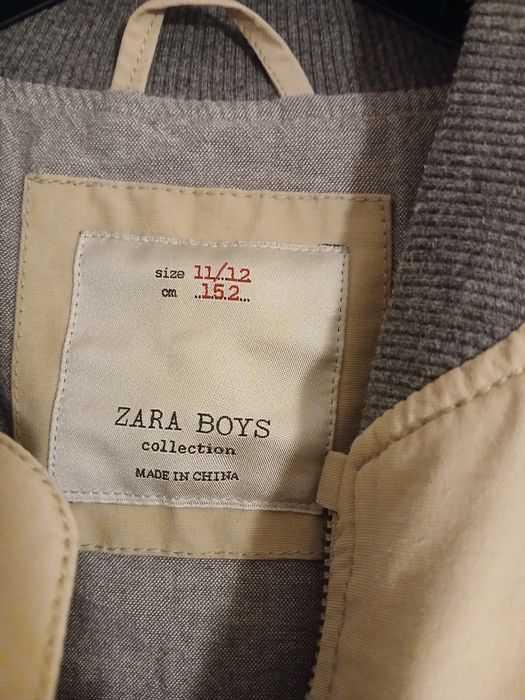 size 11/12
cm ..152...
ZARA BOYS
collection
MADE IN CHINA